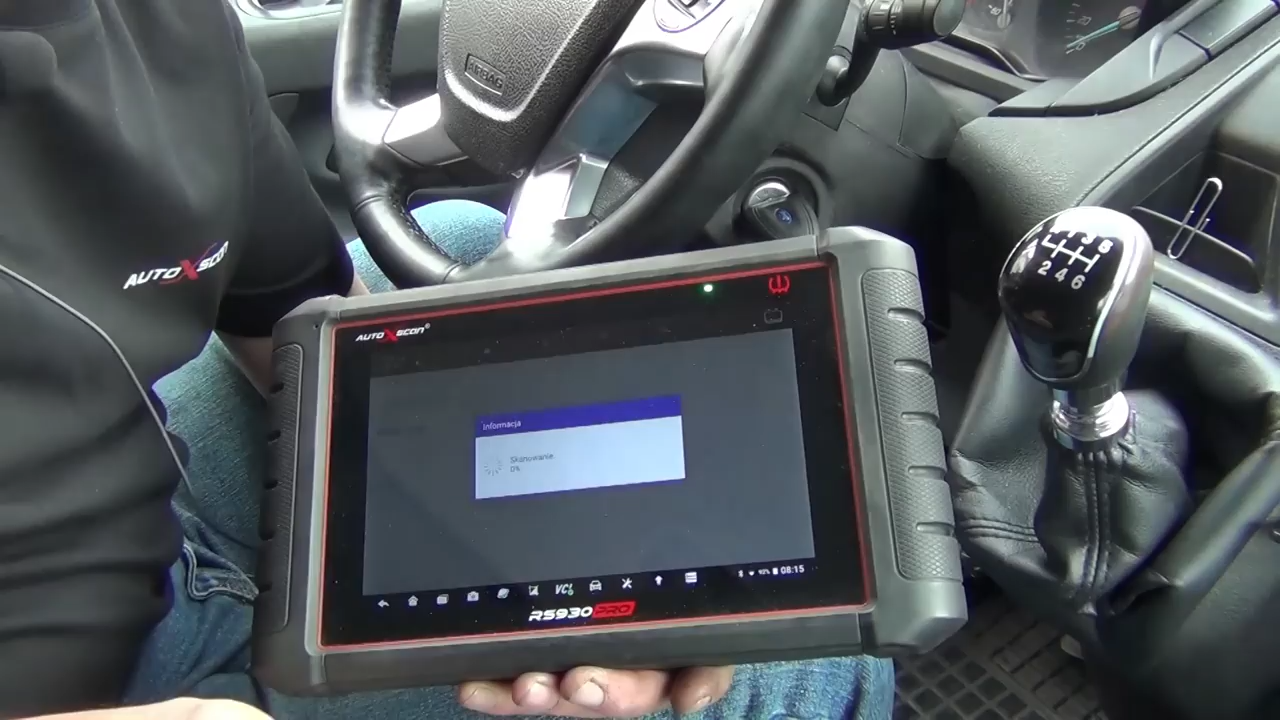 AIRBAG
AUTOXSCAN
AUTOXSCAN®
Informacja
Skanowanie
0%
VCI
08:15
RS930PRO
1 3 5
2 4 6